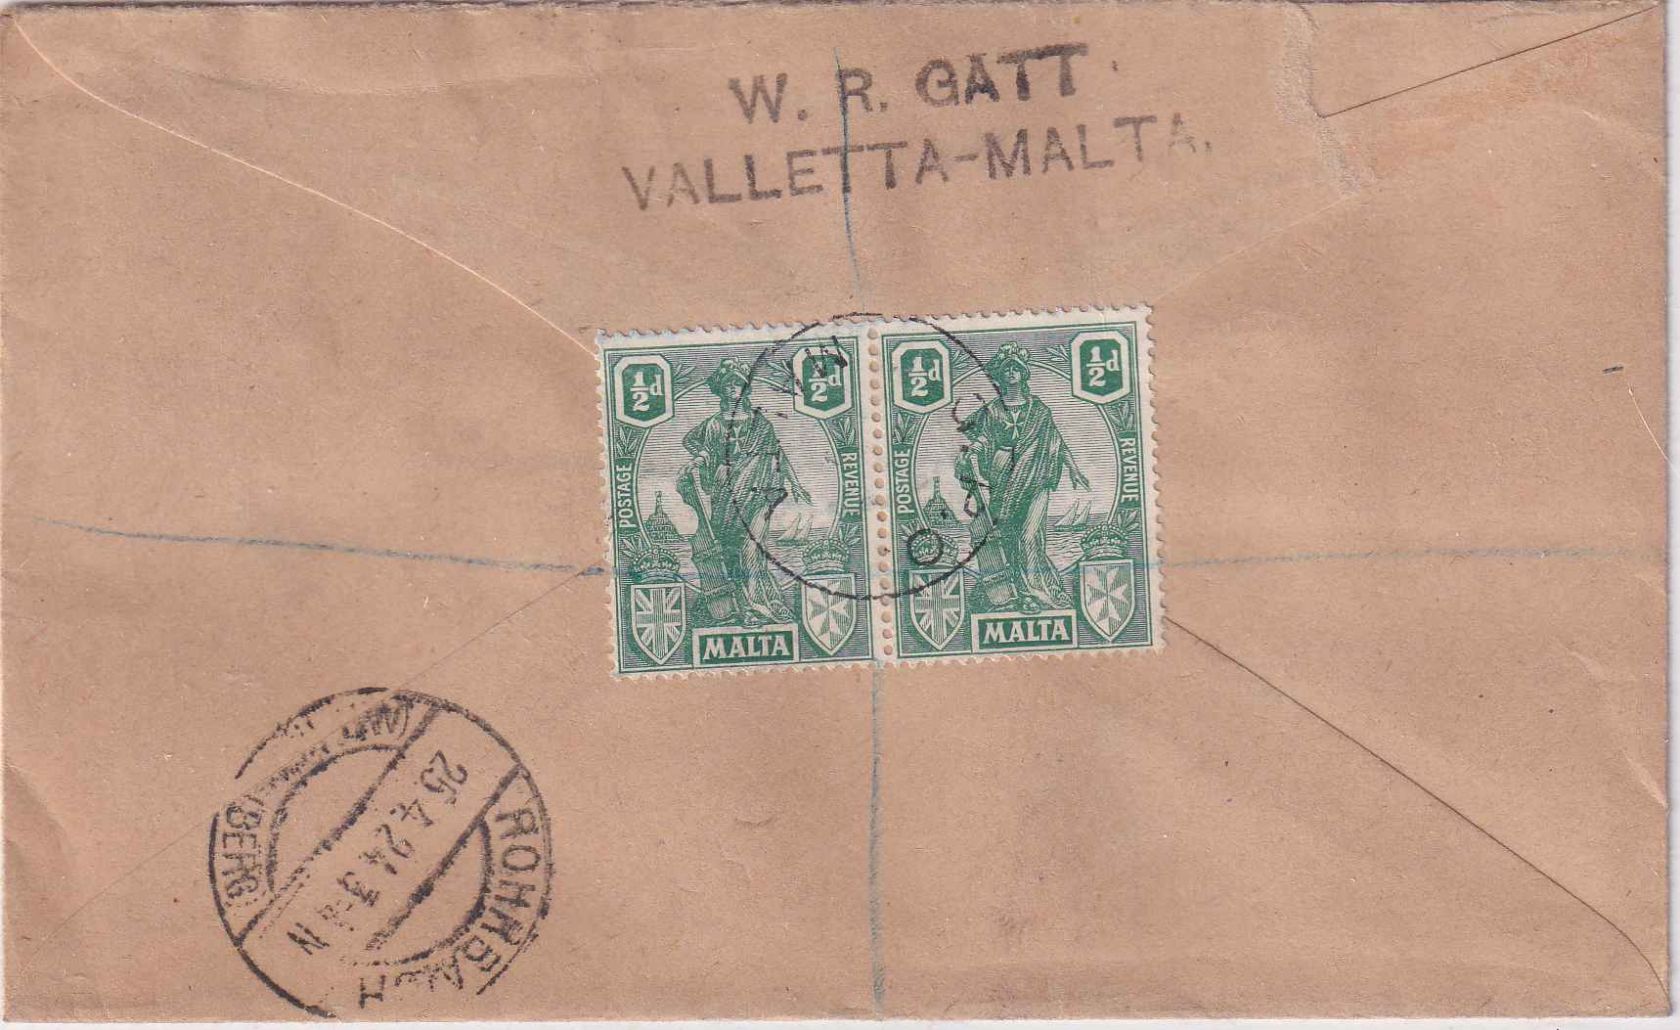 W. R. GATT
VALLETTA-MALTA.
½d ½d
POSTAGE REVENUE
MALTA
½d ½d
POSTAGE REVENUE
MALTA
MALTA
G.P.O
ROHRBACH
25.4.24 3-4 N